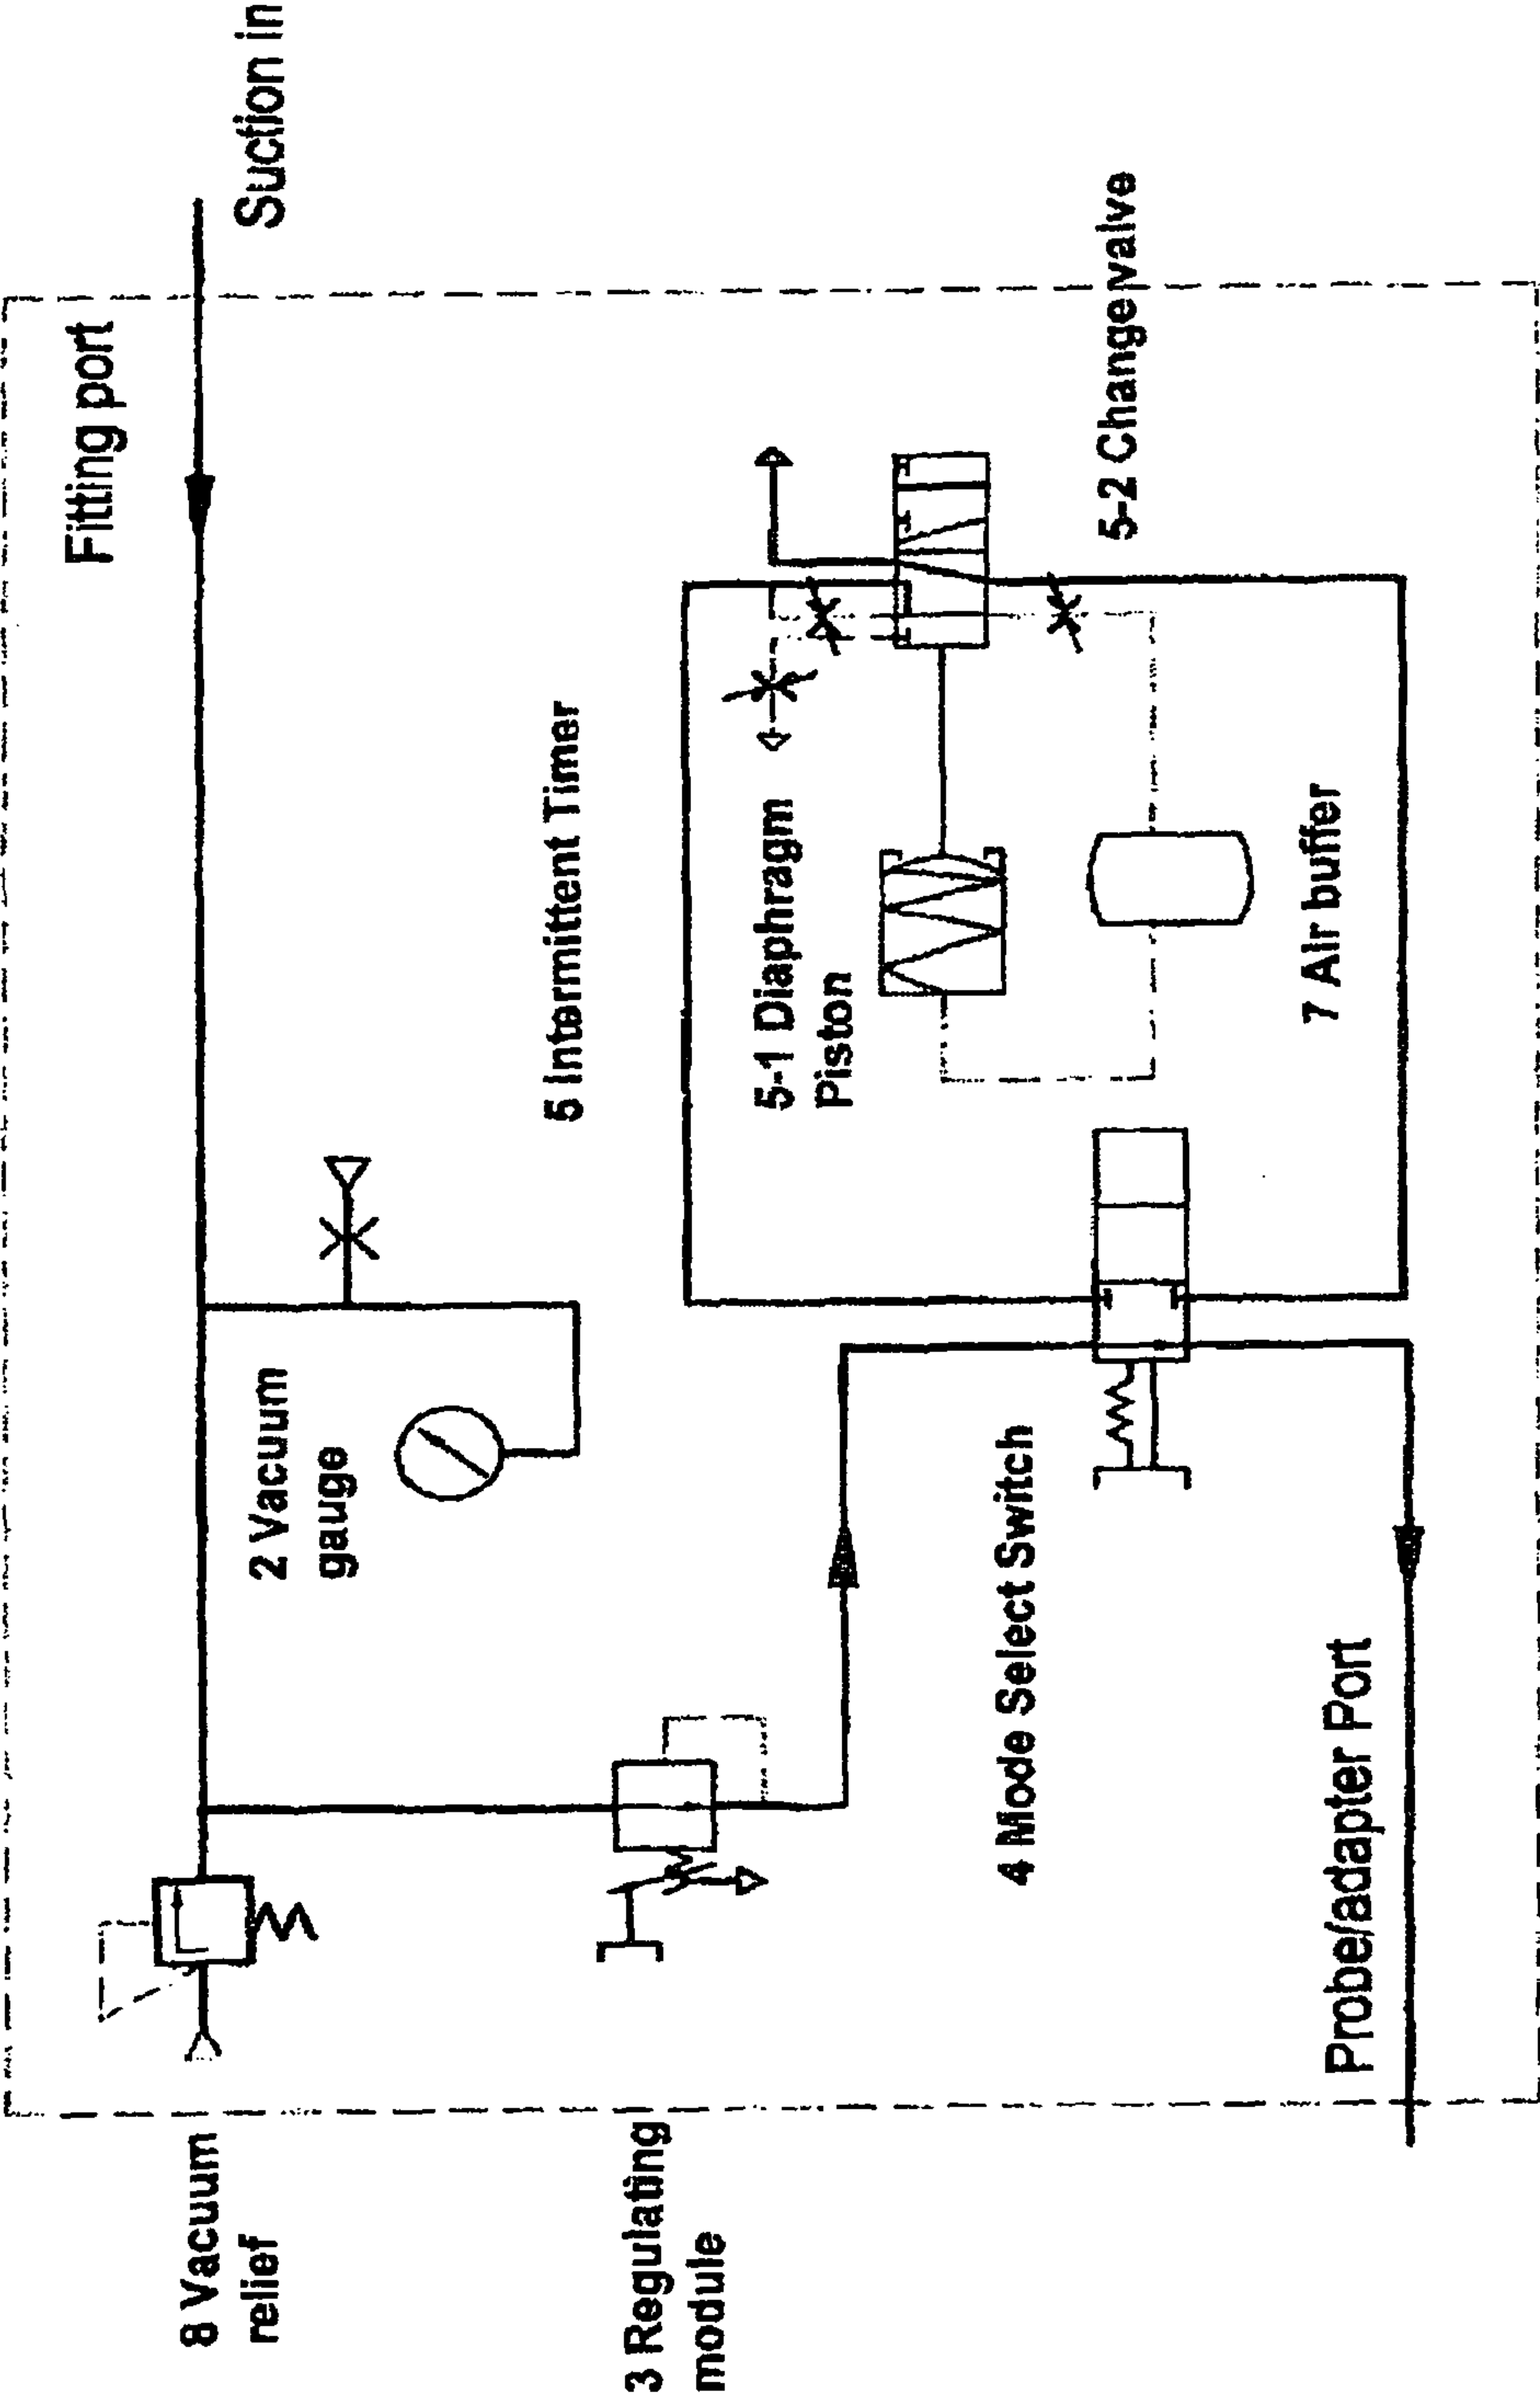 Fitting port
8 Vacuum
relief
Suction in
2 Vacuum
gauge
5 Intermittent Timer
3 Regulating
module
5-1 Diaphragm
Piston
4 Mode Select Switch
5-2 Change valve
7 Air buffer
Probe/adapter Port